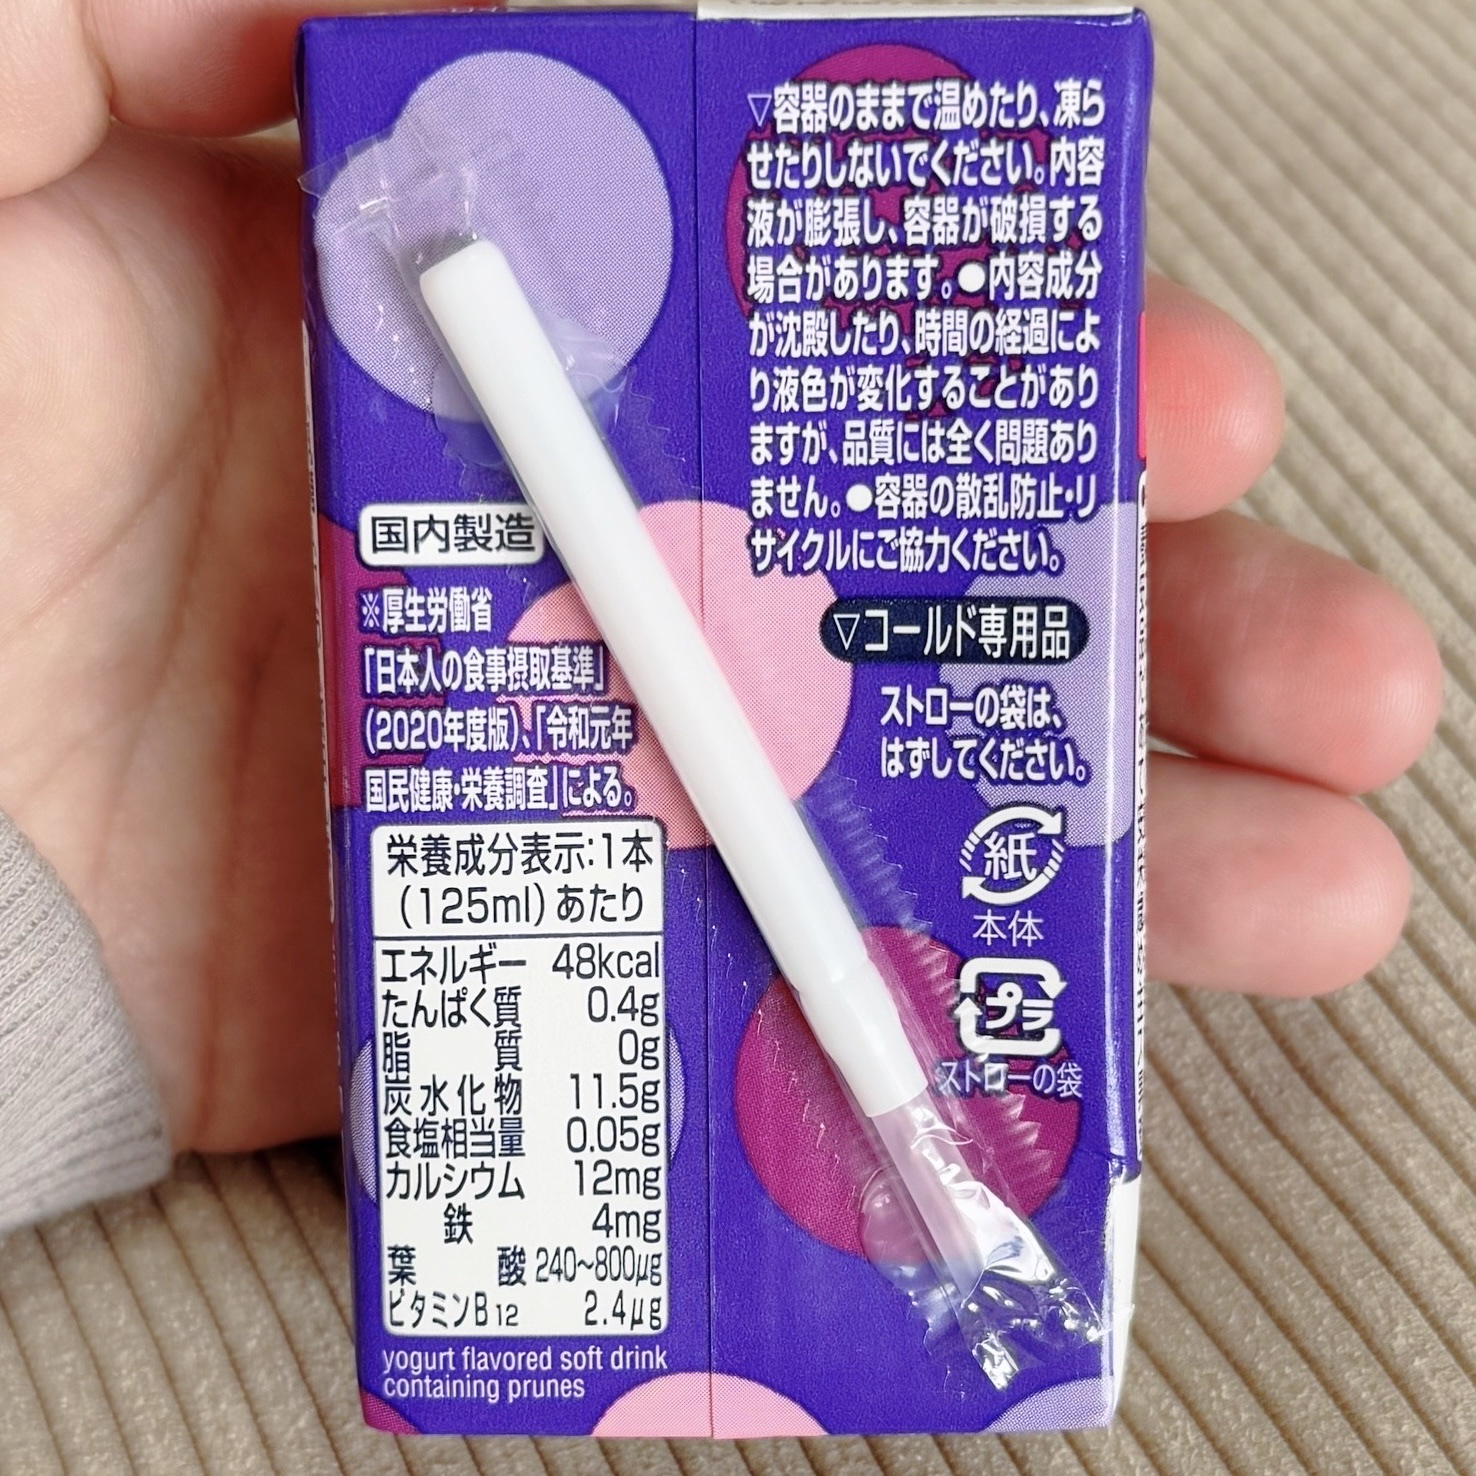 国内製造
※厚生労働省
「日本人の食事摂取基準」
(2020年度版)、「令和元年
国民健康・栄養調査」による。
栄養成分表示:1本
(125ml)あたり
エネルギー 48kcal
たんぱく質 0.4g
脂質 0g
炭水化物 11.5g
食塩相当量 0.05g
カルシウム 12mg
鉄 4mg
葉酸 240~800μg
ビタミンB12 2.4μg
yogurt flavored soft drink
containing prunes
▽容器のままで温めたり、凍ら
せたりしないでください。内容
液が膨張し、容器が破損する
場合があります。●内容成分
が沈殿したり、時間の経過によ
り液色が変化することがあり
ますが、品質には全く問題あり
ません。●容器の散乱防止・リ
サイクルにご協力ください。
▽コールド専用品
ストローの袋は、
はずしてください。
紙
本体
プラ
ストローの袋